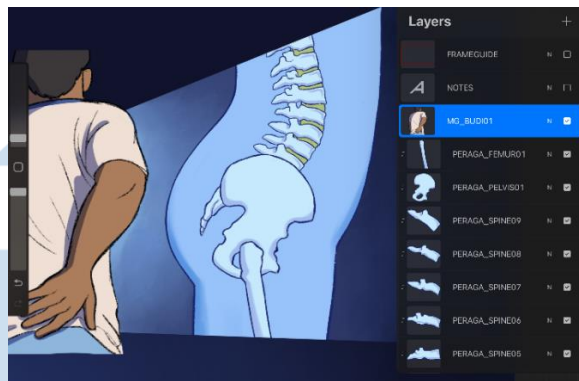 Layers
FRAMEGUIDE N
NOTES N
MG_BUDI01 N
PERAGA_FEMUR01 N
PERAGA_PELVIS01 N
PERAGA_SPINE09 N
PERAGA_SPINE08 N
PERAGA_SPINE07 N
PERAGA_SPINE06 N
PERAGA_SPINE05 N